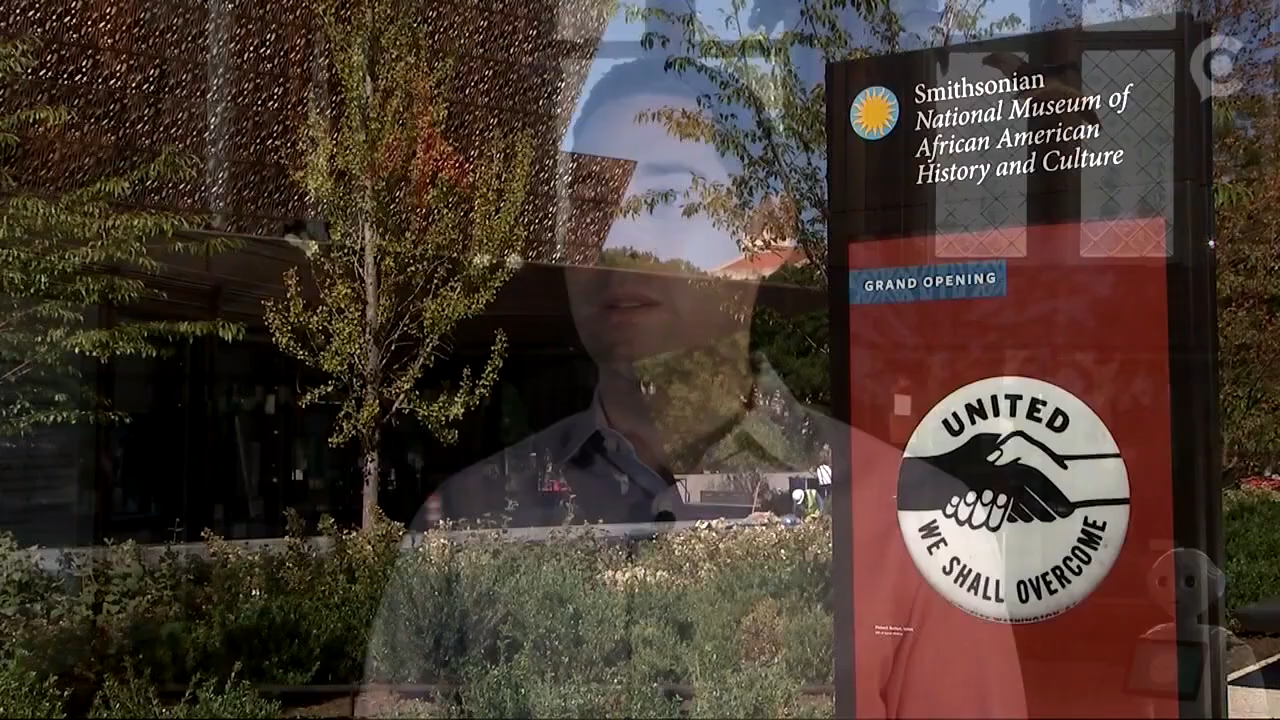 Smithsonian
National Museum of
African American
History and Culture
GRAND OPENING
UNITED
WE SHALL OVERCOME